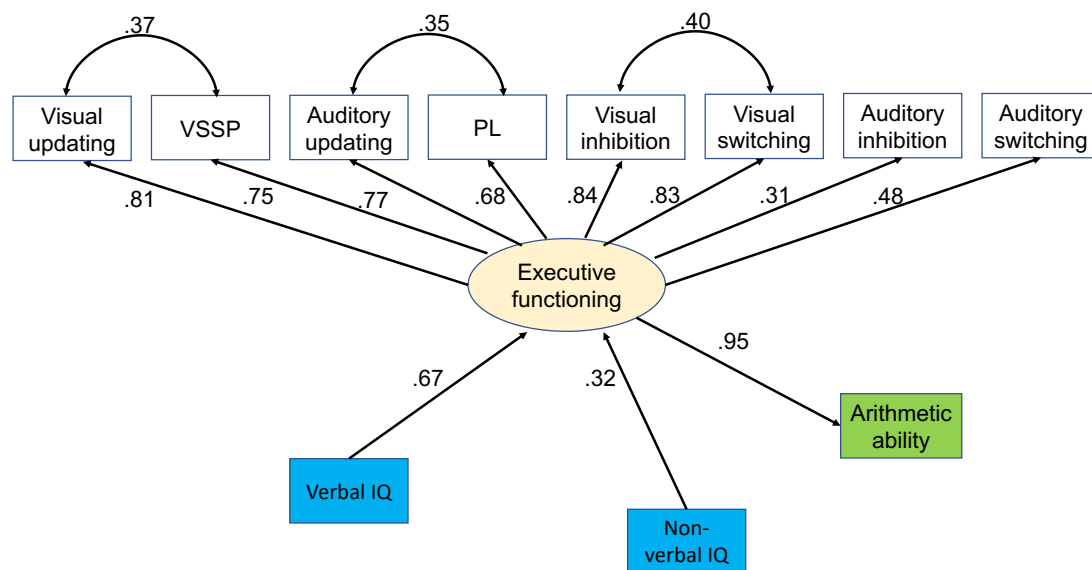 .37
.35
.40
Visual
updating
VSSP
Auditory
updating
PL
Visual
inhibition
Visual
switching
Auditory
inhibition
Auditory
switching
.81
.75
.77
.68
.84
.83
.31
.48
Executive
functioning
.67
.32
.95
Arithmetic
ability
Verbal IQ
Non-
verbal IQ